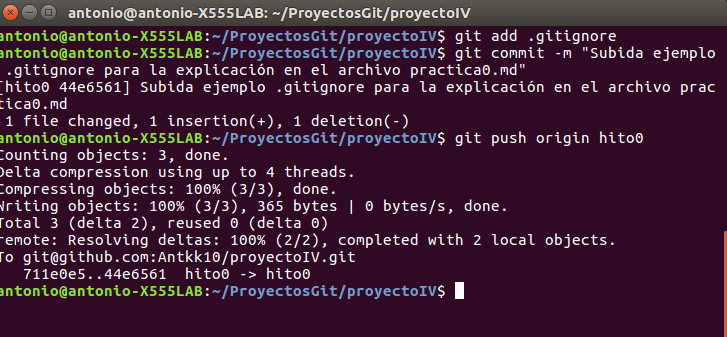 antonio@antonio-X555LAB: ~/ProyectosGit/proyectoIV
antonio@antonio-X555LAB:~/ProyectosGit/proyectoIV$ git add .gitignore
antonio@antonio-X555LAB:~/ProyectosGit/proyectoIV$ git commit -m "Subida ejemplo
 .gitignore para la explicación en el archivo practica0.md"
[hito0 44e6561] Subida ejemplo .gitignore para la explicación en el archivo prac
tica0.md
 1 file changed, 1 insertion(+), 1 deletion(-)
antonio@antonio-X555LAB:~/ProyectosGit/proyectoIV$ git push origin hito0
Counting objects: 3, done.
Delta compression using up to 4 threads.
Compressing objects: 100% (3/3), done.
Writing objects: 100% (3/3), 365 bytes | 0 bytes/s, done.
Total 3 (delta 2), reused 0 (delta 0)
remote: Resolving deltas: 100% (2/2), completed with 2 local objects.
To git@github.com:Antkk10/proyectoIV.git
   711e0e5..44e6561  hito0 -> hito0
antonio@antonio-X555LAB:~/ProyectosGit/proyectoIV$